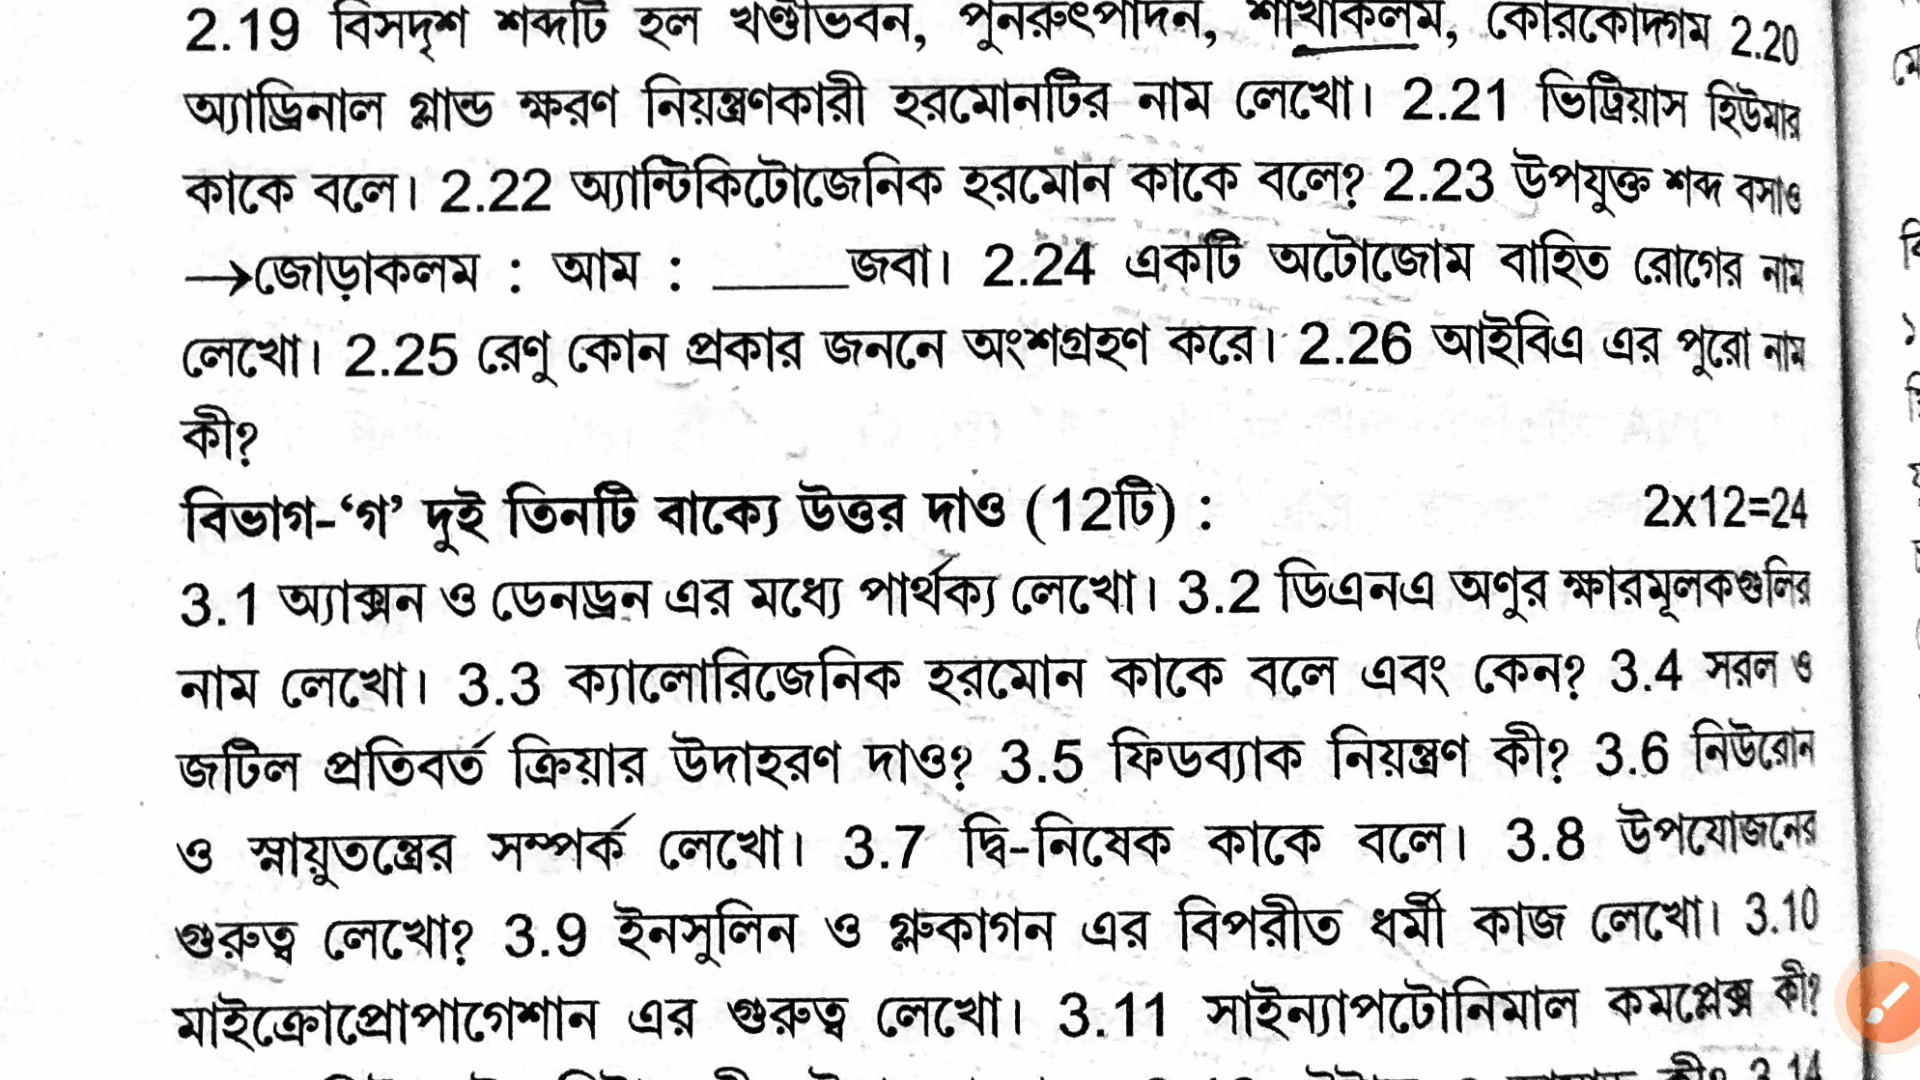 2.19 বিসদৃশ শব্দটি হল খণ্ডীভবন, পুনরুৎপাদন, শাখাকলম, কোরকোদ্গম 2.20
অ্যাড্রিনাল গ্লান্ড ক্ষরণ নিয়ন্ত্রণকারী হরমোনটির নাম লেখো। 2.21 ভিট্রিয়াস হিউমার
কাকে বলে। 2.22 অ্যান্টিকিটোজেনিক হরমোন কাকে বলে? 2.23 উপযুক্ত শব্দ বসাও
→জোড়াকলম : আম : _____জবা। 2.24 একটি অটোজোম বাহিত রোগের নাম
লেখো। 2.25 রেণু কোন প্রকার জননে অংশগ্রহণ করে। 2.26 আইবিএ এর পুরো নাম
কী?
বিভাগ-‘গ’ দুই তিনটি বাক্যে উত্তর দাও (12টি) : 2x12=24
3.1 অ্যাক্সন ও ডেনড্রন এর মধ্যে পার্থক্য লেখো। 3.2 ডিএনএ অণুর ক্ষারমূলকগুলির
নাম লেখো। 3.3 ক্যালোরিজেনিক হরমোন কাকে বলে এবং কেন? 3.4 সরল ও
জটিল প্রতিবর্ত ক্রিয়ার উদাহরণ দাও? 3.5 ফিডব্যাক নিয়ন্ত্রণ কী? 3.6 নিউরোন
ও স্নায়ুতন্ত্রের সম্পর্ক লেখো। 3.7 দ্বি-নিষেক কাকে বলে। 3.8 উপযোজনের
গুরুত্ব লেখো? 3.9 ইনসুলিন ও গ্লুকাগন এর বিপরীত ধর্মী কাজ লেখো। 3.10
মাইক্রোপ্রোপাগেশান এর গুরুত্ব লেখো। 3.11 সাইন্যাপটোনিমাল কমপ্লেক্স কী?
কী? 3.14